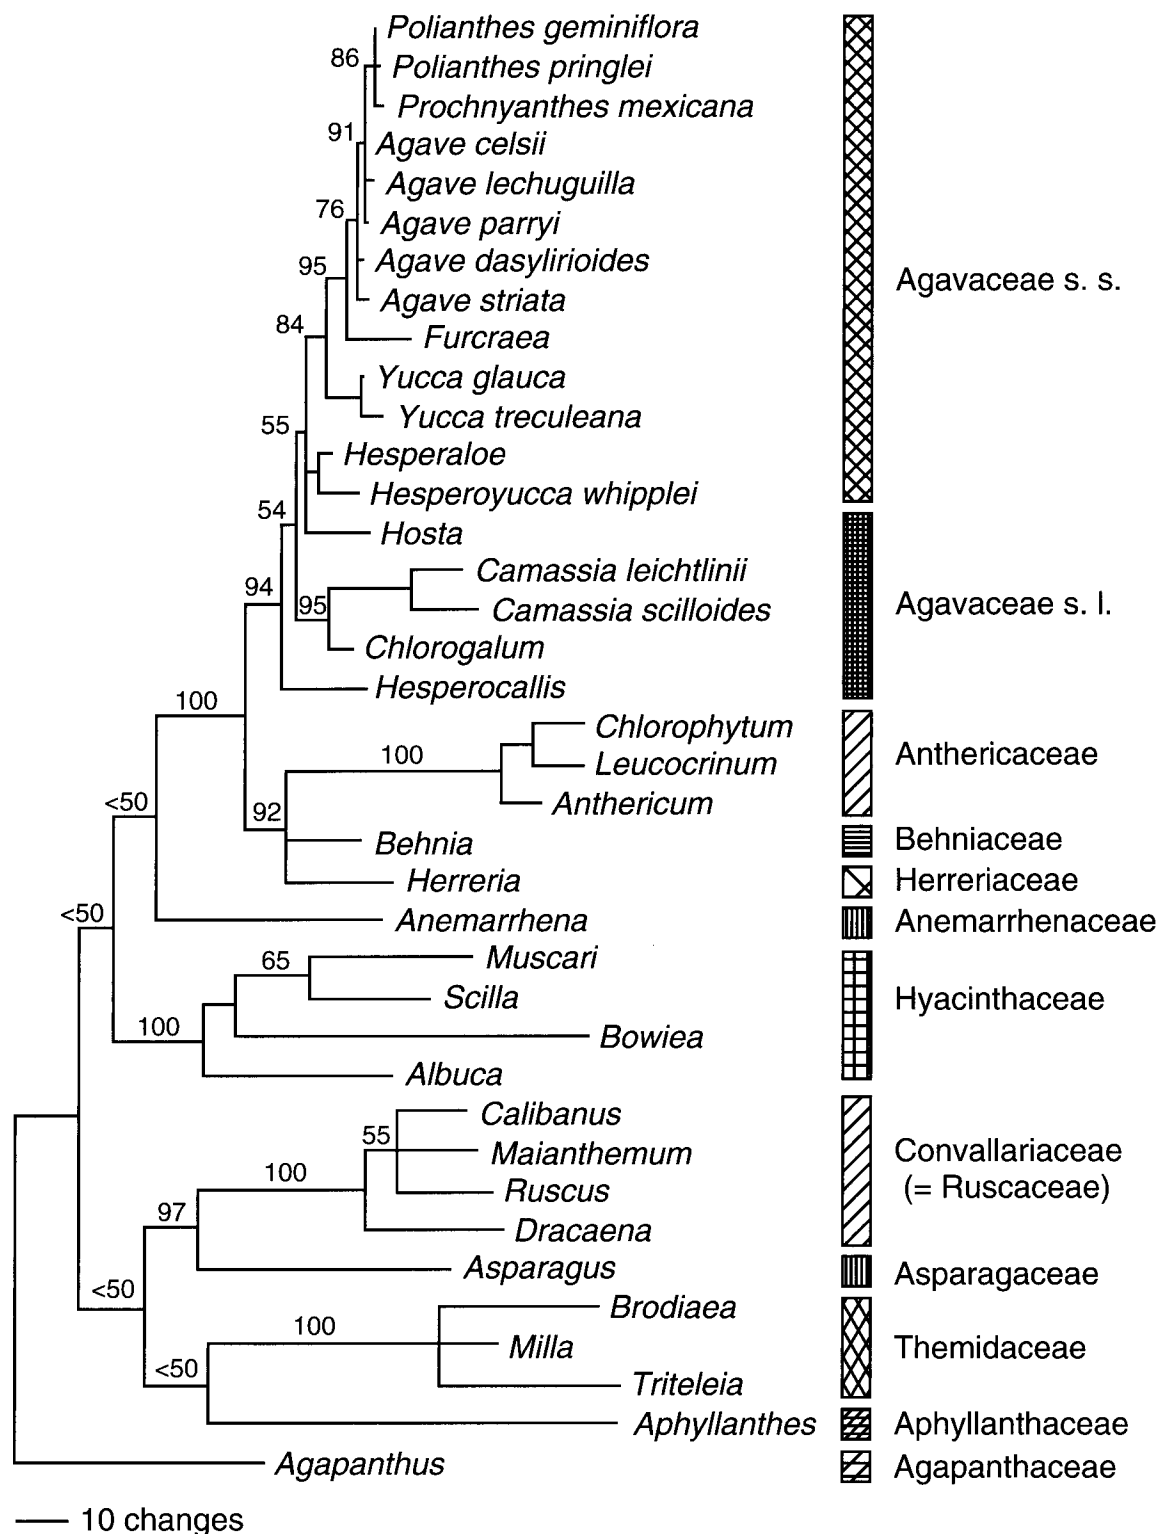 Polianthes geminiflora
86
Polianthes pringlei
Prochnyanthes mexicana
91
Agave celsii
Agave lechuguilla
76
Agave parryi
Agave dasylirioides
95
Agavaceae s. s.
Agave striata
84
Furcraea
Yucca glauca
Yucca treculeana
55
Hesperaloe
Hesperoyucca whipplei
54
Hosta
Camassia leichtlinii
94
95
Camassia scilloides
Agavaceae s. l.
Chlorogalum
Hesperocallis
100
Chlorophytum
100
Leucocrinum
Anthericaceae
<50
Anthericum
92
Behnia
Behniaceae
Herreria
Herreriaceae
<50
Anemarrhena
Anemarrhenaceae
65
Muscari
Scilla
Hyacinthaceae
100
Bowiea
Albuca
Calibanus
55
Maianthemum
Convallariaceae
(= Ruscaceae)
100
Ruscus
97
Dracaena
Asparagus
Asparagaceae
<50
Brodiaea
100
Milla
Themidaceae
<50
Triteleia
Aphyllanthes
Aphyllanthaceae
Agapanthus
Agapanthaceae
10 changes